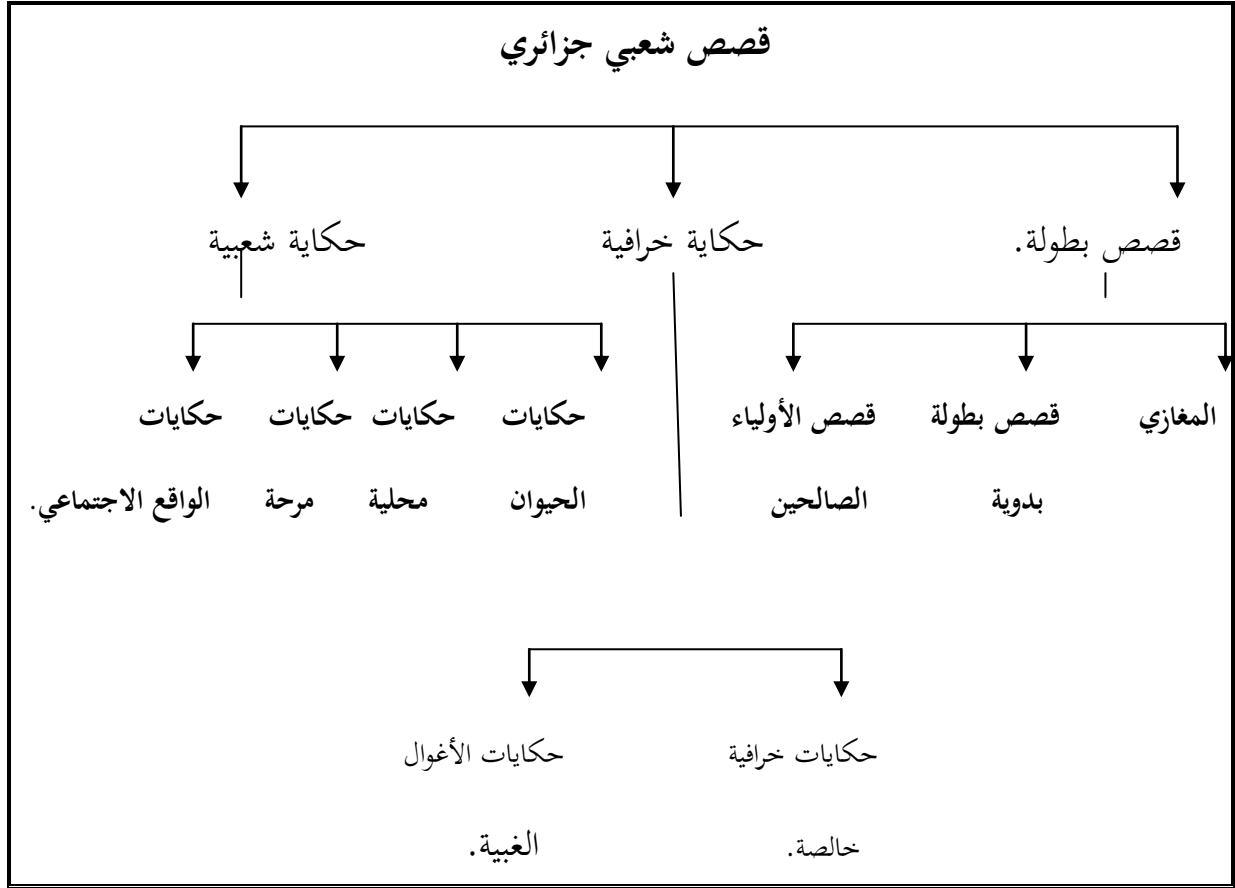 قصص شعبي جزائري
قصص بطولة. حكاية خرافية حكاية شعبية
المغازي قصص بطولة قصص الأولياء حكايات حكايات حكايات حكايات
بدوية الصالحين الحيوان محلية مرحة الواقع الاجتماعي.
حكايات خرافية حكايات الأغوال
خالصة. الغبية.